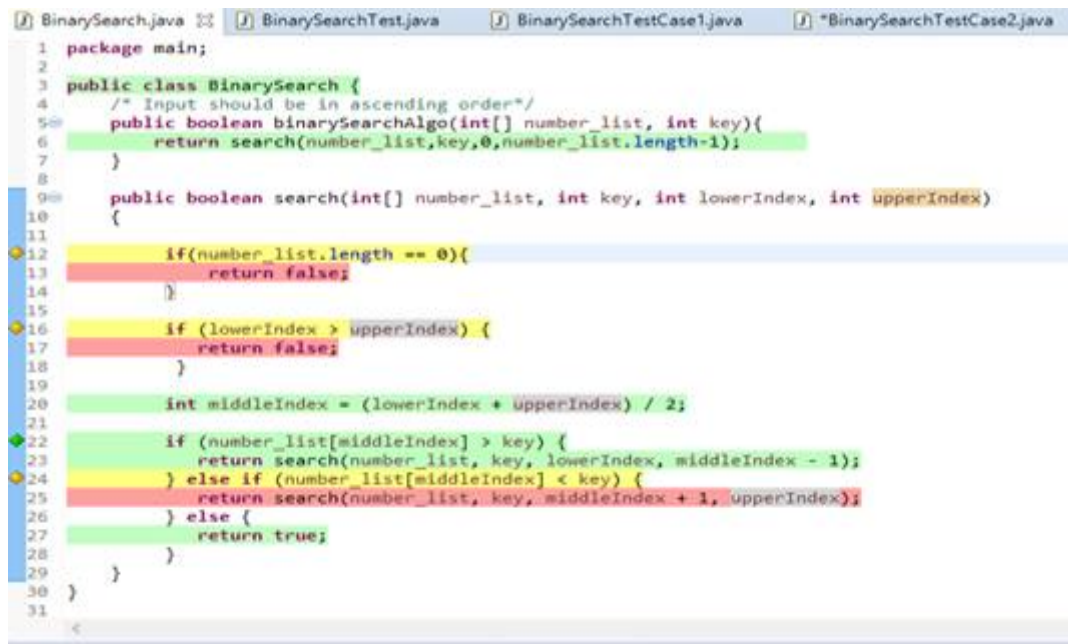 BinarySearch.java BinarySearchTest.java BinarySearchTestCase1.java *BinarySearchTestCase2.java
1 package main;
2
3 public class BinarySearch {
4 /* Input should be in ascending order*/
5 public boolean binarySearchAlgo(int[] number_list, int key){
6 return search(number_list,key,0,number_list.length-1);
7 }
8
9 public boolean search(int[] number_list, int key, int lowerIndex, int upperIndex)
10 {
11
12 if(number_list.length == 0){
13 return false;
14 }
15
16 if (lowerIndex > upperIndex) {
17 return false;
18 }
19
20 int middleIndex = (lowerIndex + upperIndex) / 2;
21
22 if (number_list[middleIndex] > key) {
23 return search(number_list, key, lowerIndex, middleIndex - 1);
24 } else if (number_list[middleIndex] < key) {
25 return search(number_list, key, middleIndex + 1, upperIndex);
26 } else {
27 return true;
28 }
29 }
30 }
31